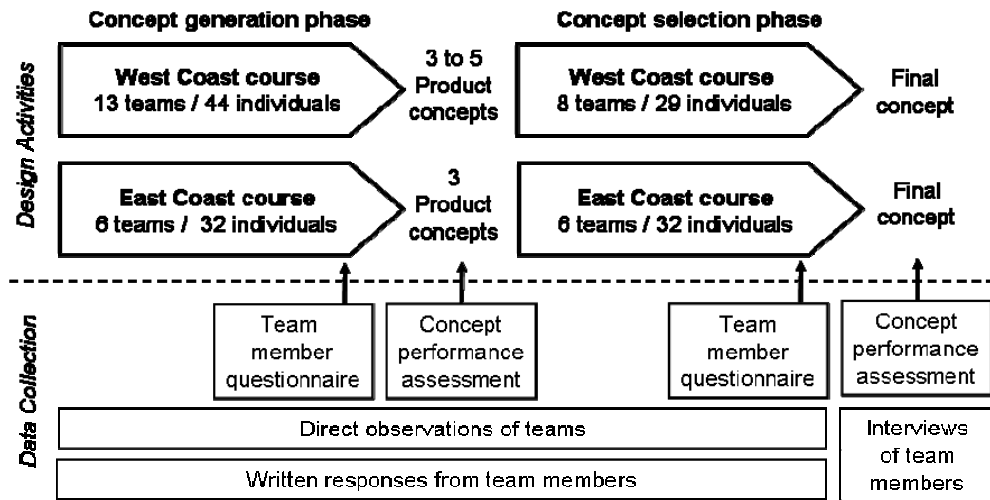 Concept generation phase
Concept selection phase
Design Activities
West Coast course
13 teams / 44 individuals
3 to 5
Product
concepts
West Coast course
8 teams / 29 individuals
Final
concept
East Coast course
6 teams / 32 individuals
3
Product
concepts
East Coast course
6 teams / 32 individuals
Final
concept
Data Collection
Team
member
questionnaire
Concept
performance
assessment
Team
member
questionnaire
Concept
performance
assessment
Direct observations of teams
Written responses from team members
Interviews
of team
members